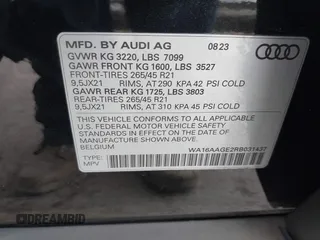 MFD. BY AUDI AG 08 23
GVWR KG 3220, LBS 7099
GAWR FRONT KG 1600, LBS 3527
FRONT-TIRES 265/45 R21
9,5JX21 RIMS, AT 290 KPA 42 PSI COLD
GAWR REAR KG 1725, LBS 3803
REAR-TIRES 265/45 R21
9,5JX21 RIMS, AT 310 KPA 45 PSI COLD
THIS VEHICLE CONFORMS TO ALL APPLICABLE
U.S. FEDERAL MOTOR VEHICLE SAFETY STANDARDS
IN EFFECT ON THE DATE OF MANUFACTURE SHOWN ABOVE.
BELGIUM
TYPE:
MPV
© DREAMBID